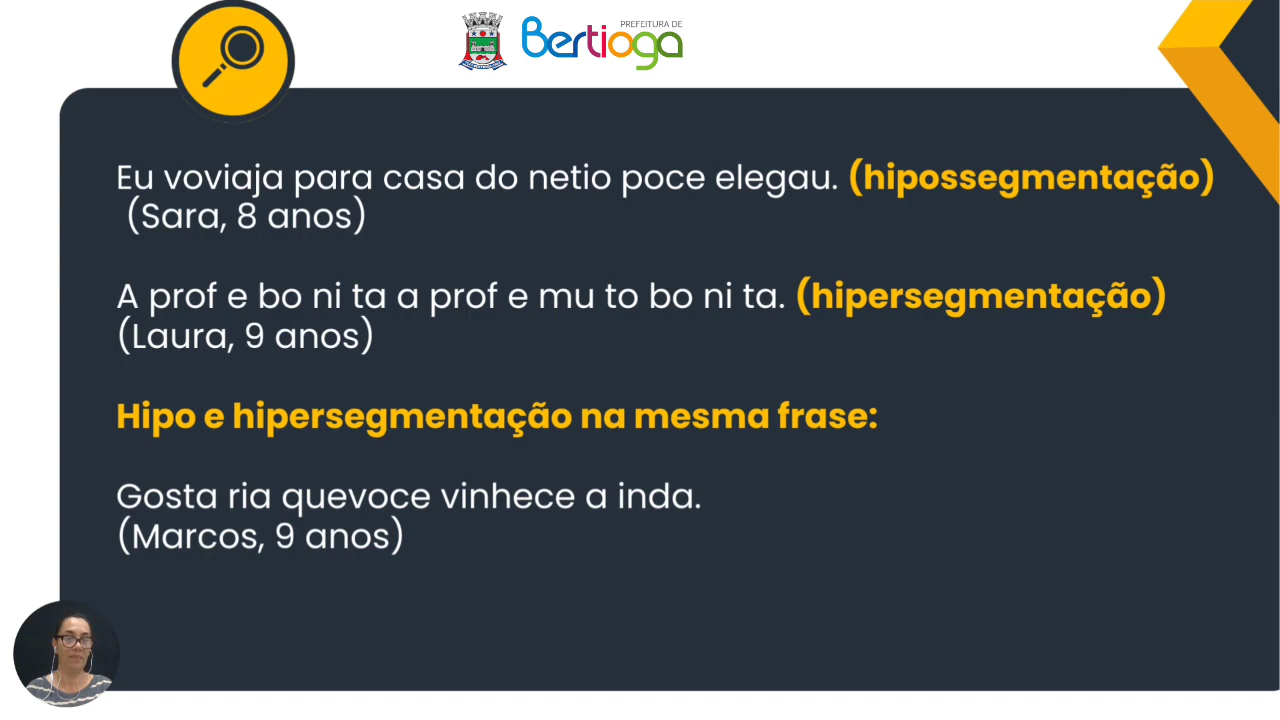 PREFEITURA DE
Bertioga
Eu voviaja para casa do netio poce elegau. (hipossegmentação)
(Sara, 8 anos)
A prof e bo ni ta a prof e mu to bo ni ta. (hipersegmentação)
(Laura, 9 anos)
Hipo e hipersegmentação na mesma frase:
Gosta ria quevoce vinhece a inda.
(Marcos, 9 anos)